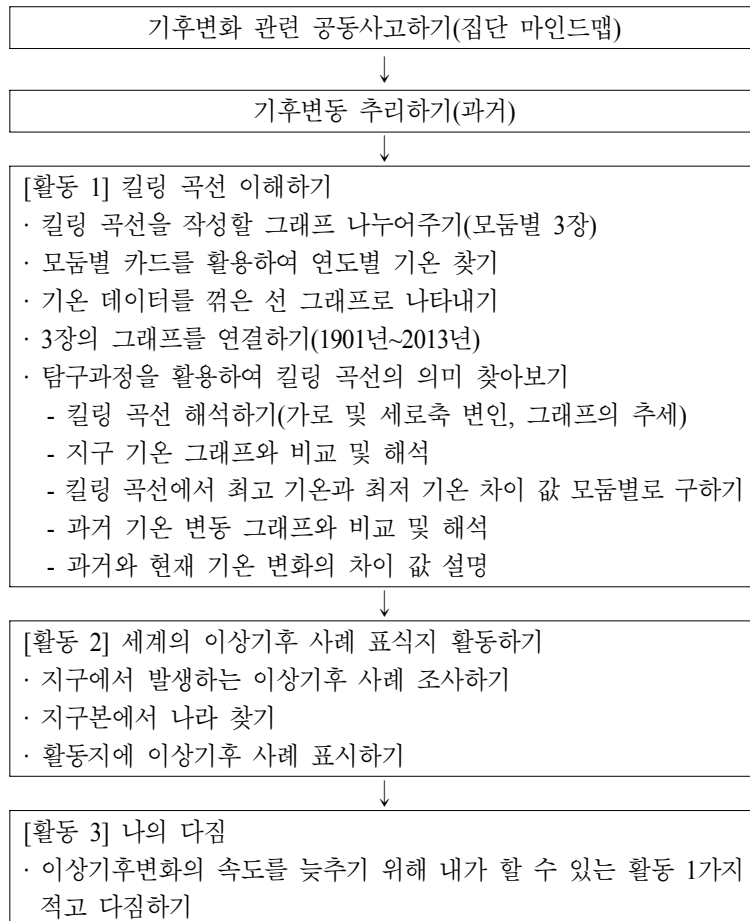 기후변화 관련 공동사고하기(집단 마인드맵)
↓
기후변동 추리하기(과거)
↓
[활동 1] 킬링 곡선 이해하기
· 킬링 곡선을 작성할 그래프 나누어주기(모둠별 3장)
· 모둠별 카드를 활용하여 연도별 기온 찾기
· 기온 데이터를 꺾은 선 그래프로 나타내기
· 3장의 그래프를 연결하기(1901년~2013년)
· 탐구과정을 활용하여 킬링 곡선의 의미 찾아보기
- 킬링 곡선 해석하기(가로 및 세로축 변인, 그래프의 추세)
- 지구 기온 그래프와 비교 및 해석
- 킬링 곡선에서 최고 기온과 최저 기온 차이 값 모둠별로 구하기
- 과거 기온 변동 그래프와 비교 및 해석
- 과거와 현재 기온 변화의 차이 값 설명
↓
[활동 2] 세계의 이상기후 사례 표식지 활동하기
· 지구에서 발생하는 이상기후 사례 조사하기
· 지구본에서 나라 찾기
· 활동지에 이상기후 사례 표시하기
↓
[활동 3] 나의 다짐
· 이상기후변화의 속도를 늦추기 위해 내가 할 수 있는 활동 1가지
적고 다짐하기